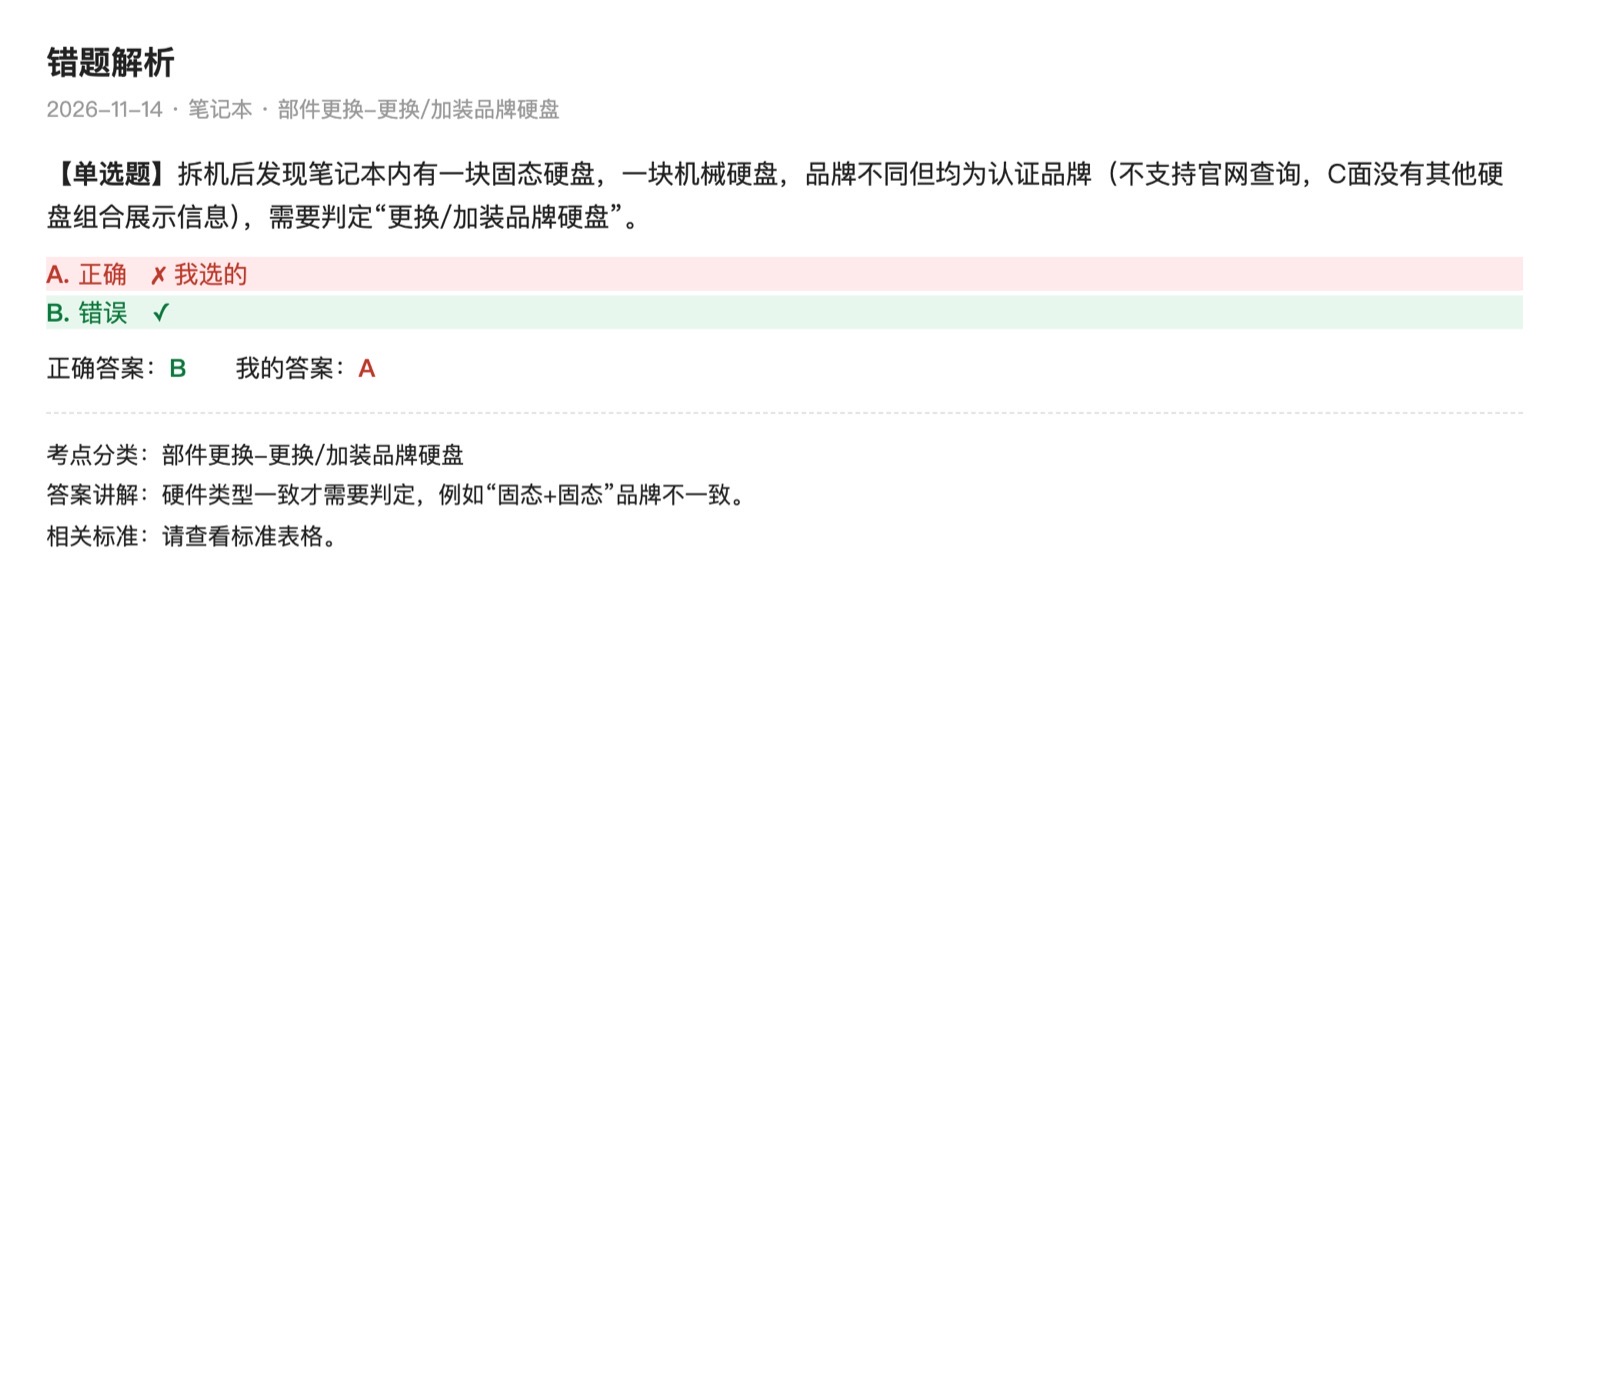 错题解析
2026–11–14 · 笔记本 · 部件更换–更换/加装品牌硬盘
【单选题】拆机后发现笔记本内有一块固态硬盘，一块机械硬盘，品牌不同但均为认证品牌（不支持官网查询，C面没有其他硬
盘组合展示信息），需要判定“更换/加装品牌硬盘”。
A. 正确 ✗ 我选的
B. 错误 ✓
正确答案：B 我的答案：A
考点分类：部件更换–更换/加装品牌硬盘
答案讲解：硬件类型一致才需要判定，例如“固态+固态”品牌不一致。
相关标准：请查看标准表格。